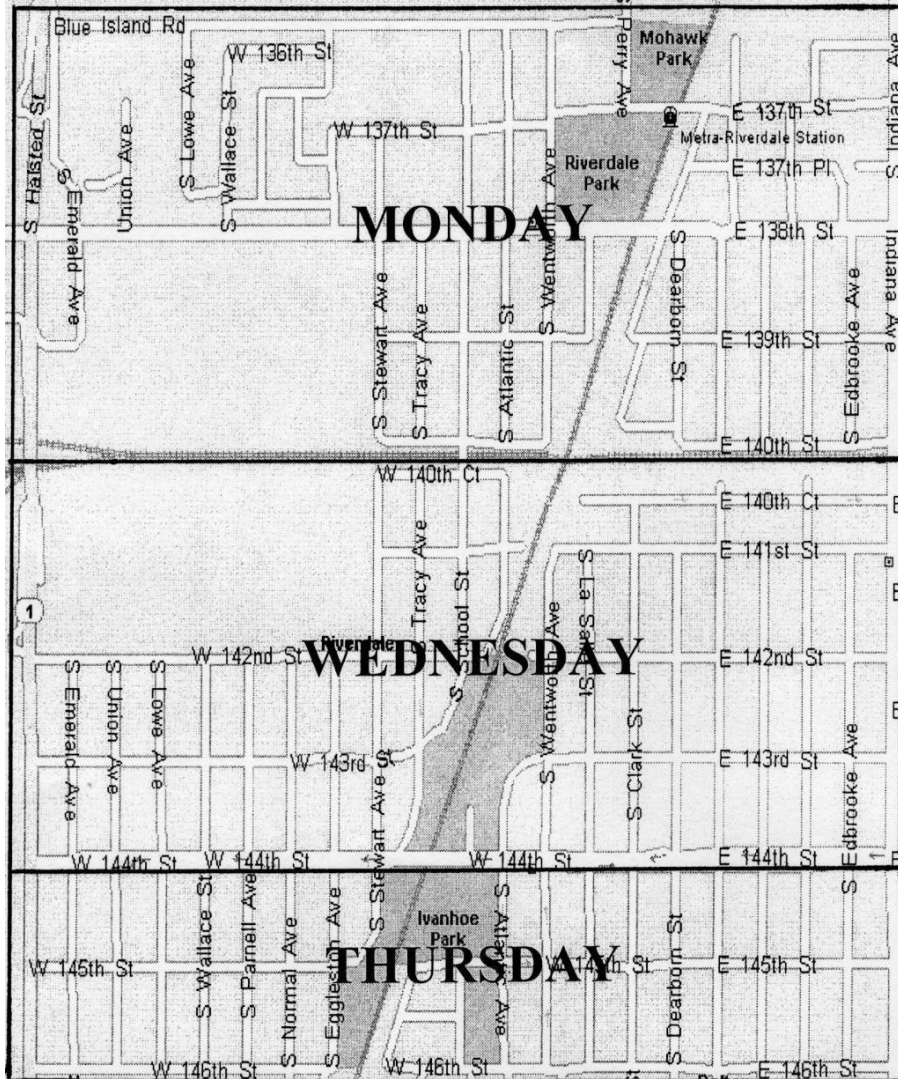 Blue Island Rd
W 136th St
S Halsted St
S Emerald Ave
Union Ave
S Lowe Ave
S Wallace St
W 137th St
S Perry Ave
Mohawk
Park
E 137th St
Metra-Riverdale Station
Riverdale
Park
E 137th Pl
S Indiana Ave
MONDAY
E 138th St
S Stewart Ave
S Tracy Ave
S Atlantic St
S Wentworth Ave
S Dearborn St
E 139th St
S Edbrooke Ave
Indiana Ave
E 140th St
W 140th Ct
E 140th Ct
E 141st St
Tracy Ave
S School St
1
Riverdale
W 142nd St
WEDNESDAY
E 142nd St
S Wentworth Ave
S La Salle St
S Clark St
S Emerald Ave
S Union Ave
S Lowe Ave
W 143rd St
E 143rd St
S Stewart Ave
S Edbrooke Ave
W 144th St
W 144th St
W 144th St
E 144th St
S Wallace St
S Parnell Ave
S Normal Ave
S Eggleston Ave
Ivanhoe
Park
S Atlantic Ave
S Dearborn St
W 145th St
THURSDAY
W 145th St
E 145th St
W 146th St
W 146th St
E 146th St